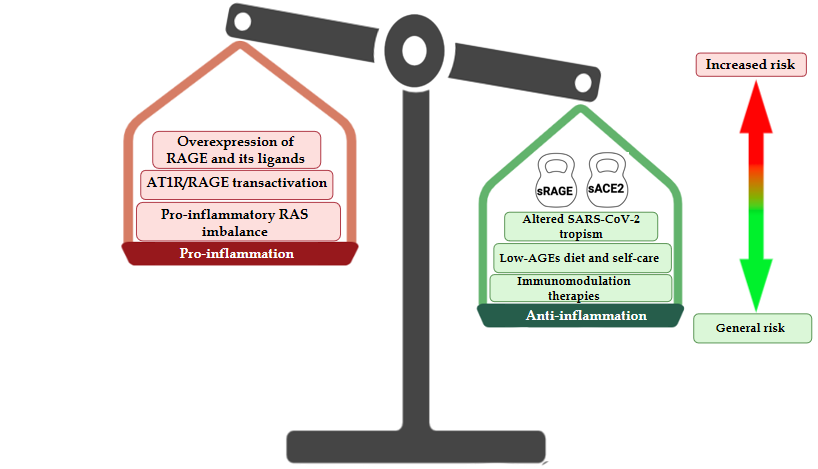 Overexpression of
RAGE and its ligands
AT1R/RAGE transactivation
Pro-inflammatory RAS
imbalance
Pro-inflammation
sRAGE
sACE2
Altered SARS-CoV-2
tropism
Low-AGEs diet and self-care
Immunomodulation
therapies
Anti-inflammation
Increased risk
General risk